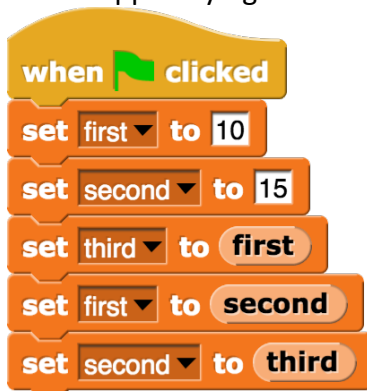 when clicked
set first to 10
set second to 15
set third to first
set first to second
set second to third